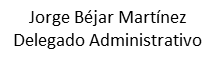 Jorge Béjar Martínez
Delegado Administrativo